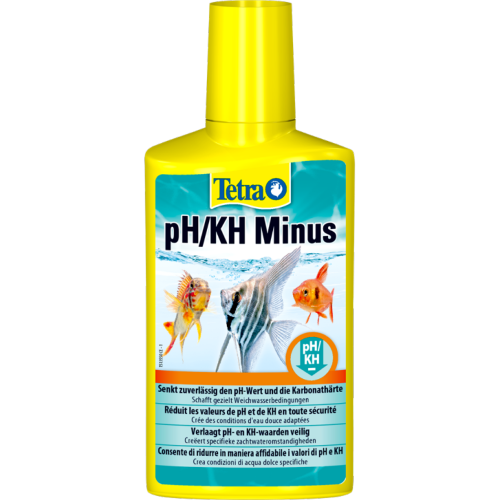 Tetra
pH/KH Minus
pH/
KH
Senkt zuverlässig den pH-Wert und die Karbonathärte
Schafft gezielt Weichwasserbedingungen
Réduit les valeurs de pH et de KH en toute sécurité
Crée des conditions d'eau douce adaptées
Verlaagt pH- en KH-waarden veilig
Creëert specifieke zachtwateromstandigheden
Consente di ridurre in maniera affidabile i valori di pH e KH
Crea condizioni di acqua dolce specifiche